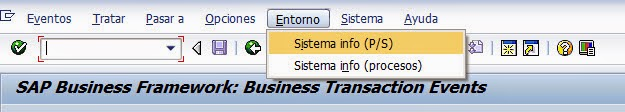 Eventos Tratar Pasar a Opciones Entorno Sistema Ayuda
Sistema info (P/S)
Sistema info (procesos)
SAP Business Framework: Business Transaction Events